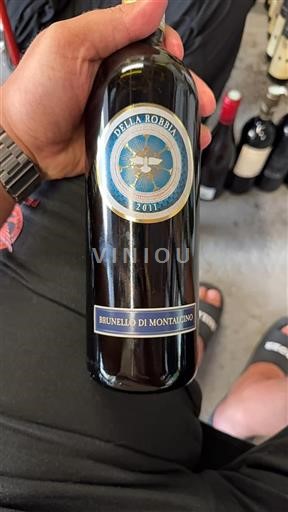 DELLA ROBBIA
2011
VINIOU
BRUNELLO DI MONTALCINO